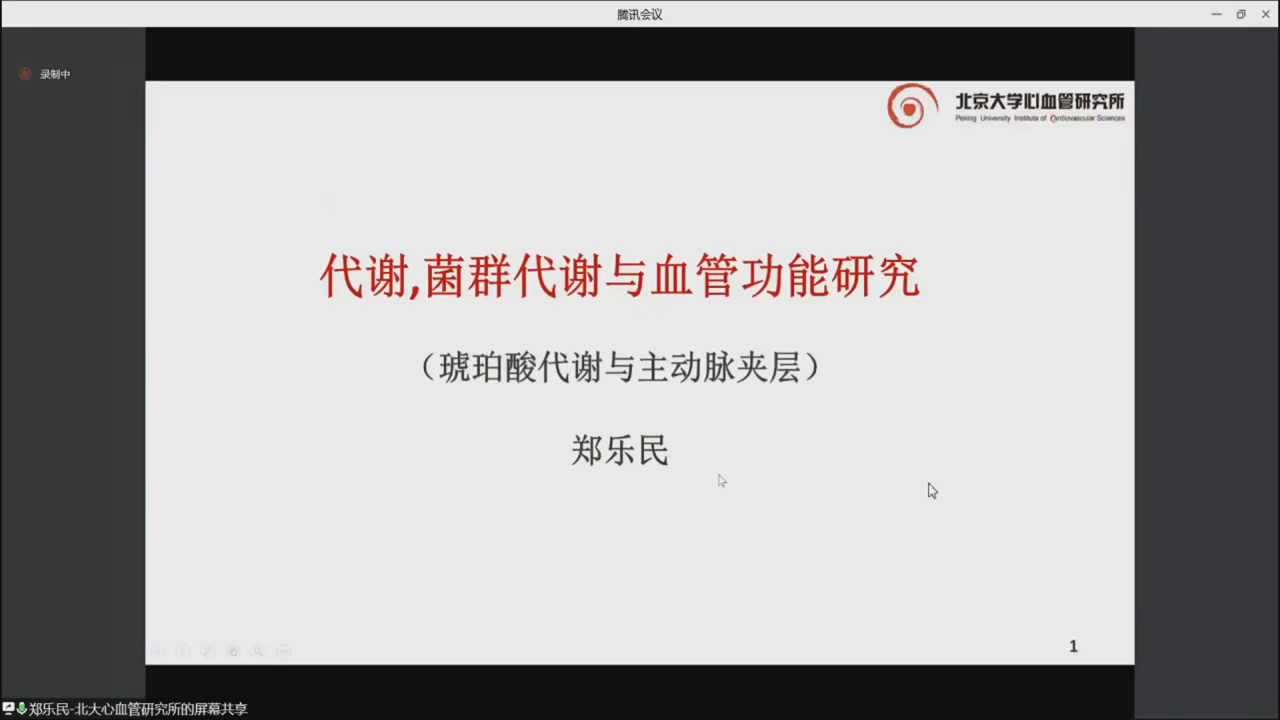 腾讯会议
录制中
北京大学心血管研究所
Peking University Institute of Cardiovascular Sciences
代谢,菌群代谢与血管功能研究
（琥珀酸代谢与主动脉夹层）
郑乐民
1
郑乐民-北大心血管研究所的屏幕共享